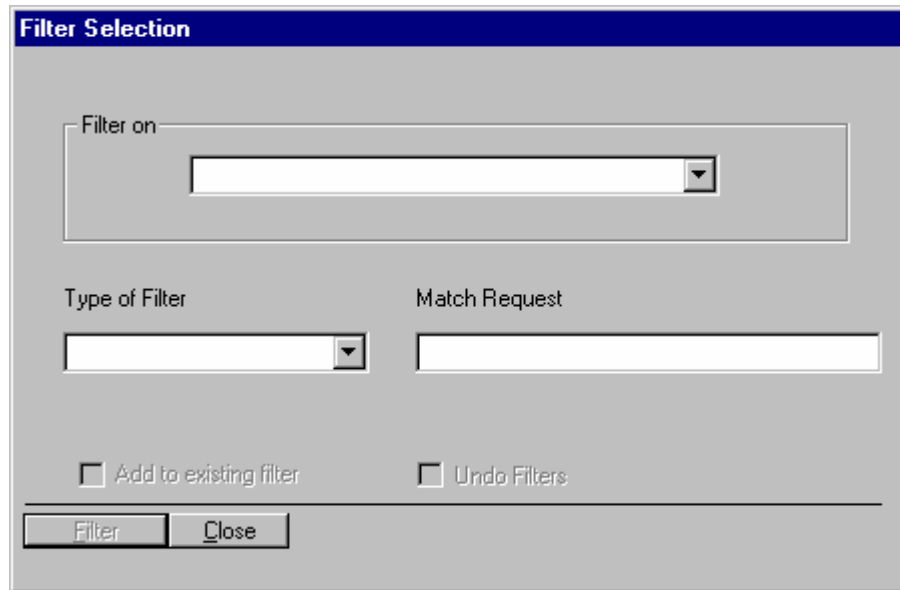 Filter Selection
Filter on
Type of Filter
Match Request
Add to existing filter
Undo Filters
Filter
Close